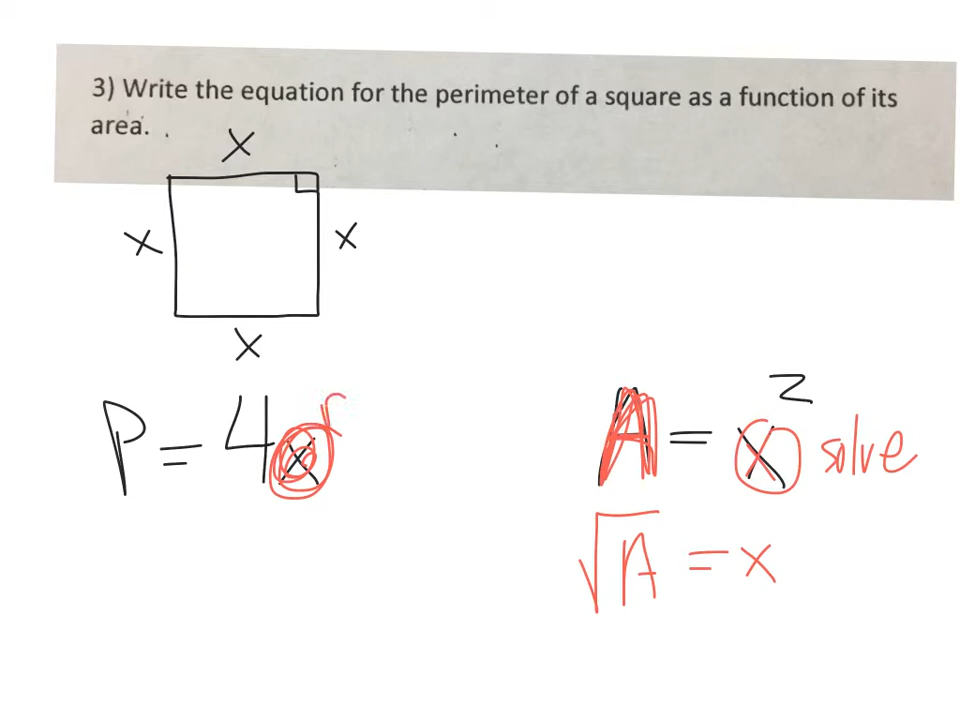 3) Write the equation for the perimeter of a square as a function of its
area.
x
x
x
x
P = 4x
A = x² solve
√A = x